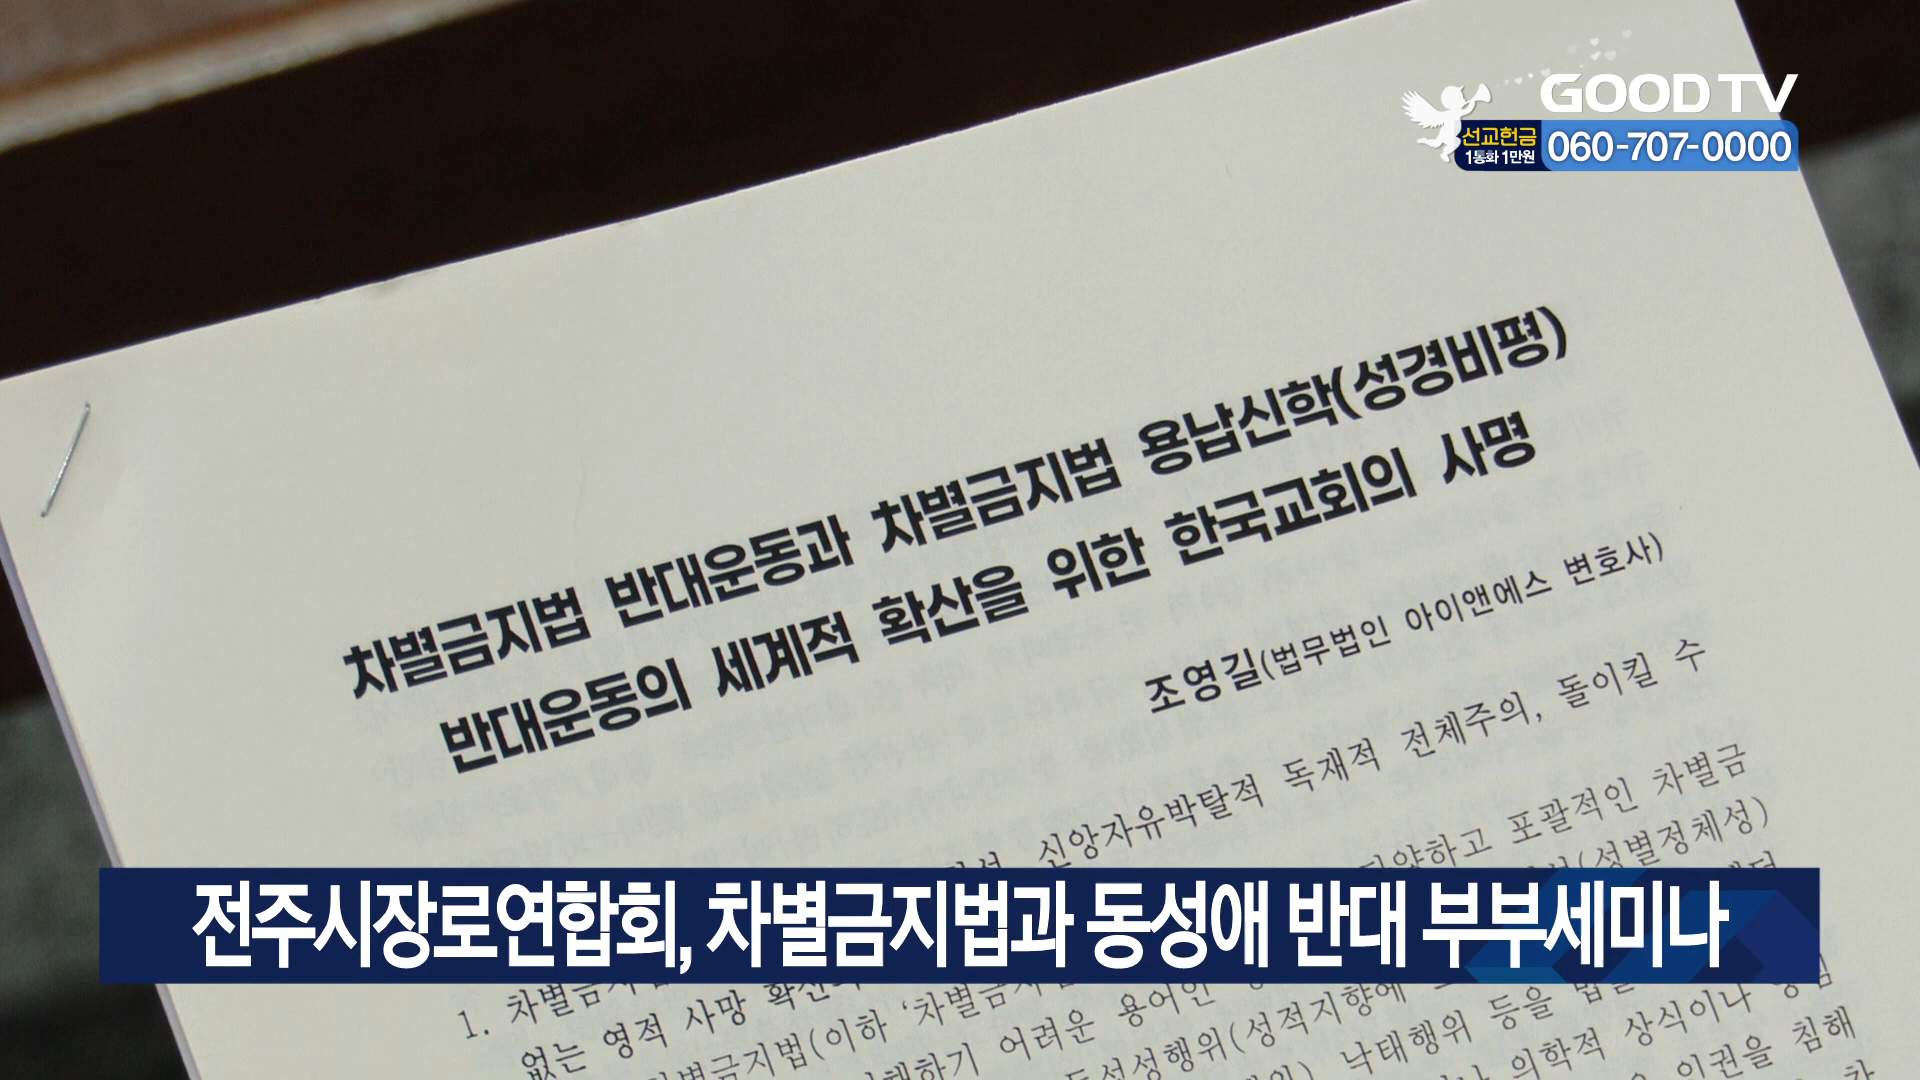 GOOD TV
선교헌금
1통화 1만원
060-707-0000
차별금지법 반대운동과 차별금지법 용납신학(성경비평)
반대운동의 세계적 확산을 위한 한국교회의 사명
조영길(법무법인 아이앤에스 변호사)
신앙자유박탈적 독재적 전체주의, 돌이킬 수
포괄적인 차별금
(성별정체성)
전주시장로연합회, 차별금지법과 동성애 반대 부부세미나
1. 차별금지
없는 영적 사망
(이하 '차별금지
어려운 용어인
(성적지향에
낙태행위 등을
의학적 상식이나
이권을 침해